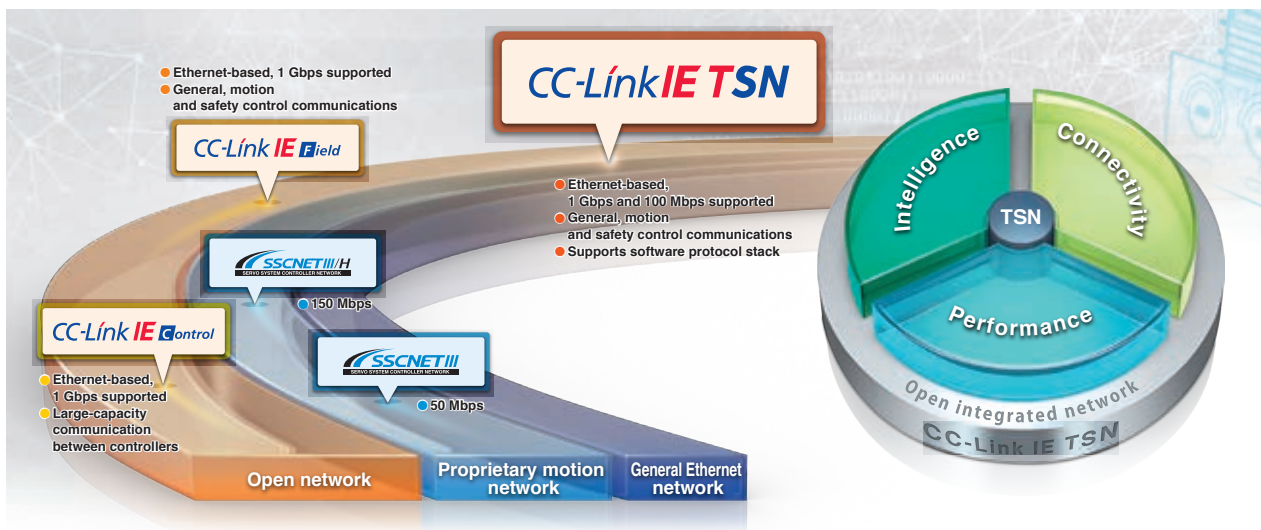 Ethernet-based, 1 Gbps supported
General, motion
and safety control communications
CC-Link IE Field
CC-Link IE TSN
Ethernet-based,
1 Gbps and 100 Mbps supported
General, motion
and safety control communications
Supports software protocol stack
SSCNETIII/H
SERVO SYSTEM CONTROLLER NETWORK
150 Mbps
CC-Link IE Control
Ethernet-based,
1 Gbps supported
Large-capacity
communication
between controllers
SSCNETIII
SERVO SYSTEM CONTROLLER NETWORK
50 Mbps
Open network
Proprietary motion
network
General Ethernet
network
Intelligence
Connectivity
TSN
Performance
Open integrated network
CC-Link IE TSN